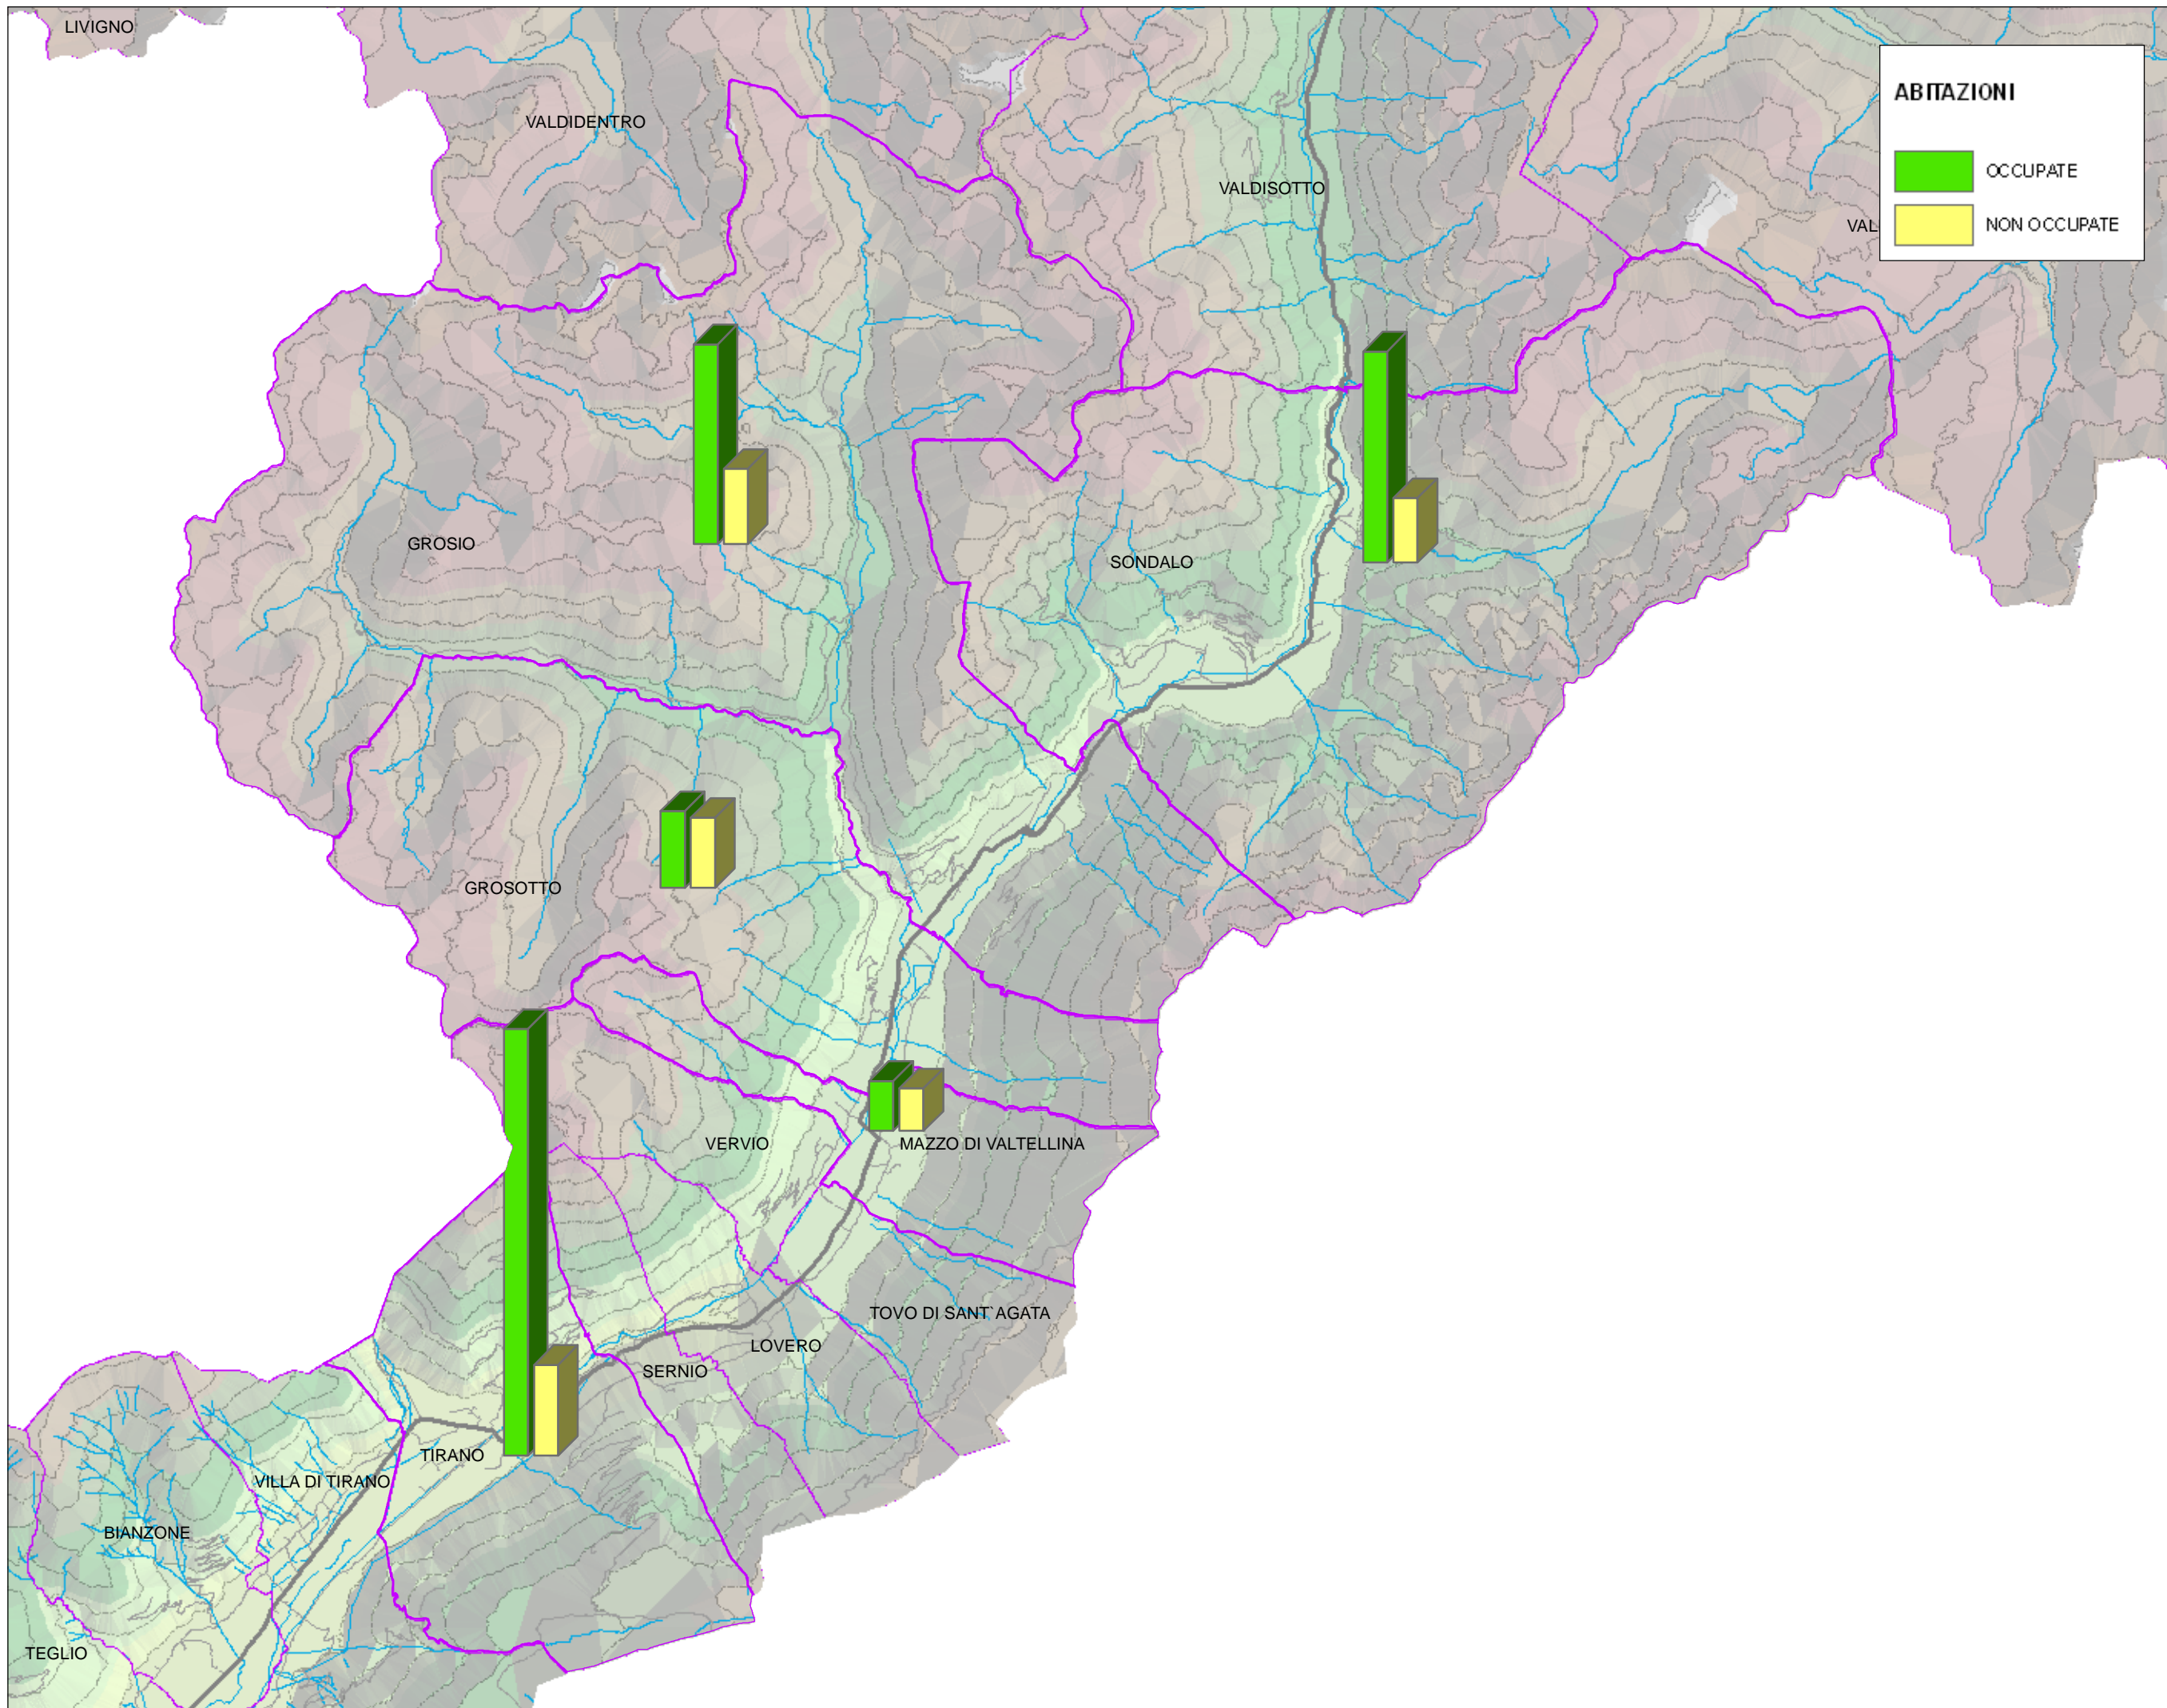 LIVIGNO
ABITAZIONI
VALDIDENTRO
OCCUPATE
VALDISOTTO
VAL
NON OCCUPATE
GROSIO
SONDALO
GROSOTTO
VERVIO
MAZZO DI VALTELLINA
TOVO DI SANT`AGATA
LOVERO
SERNIO
TIRANO
VILLA DI TIRANO
BIANZONE
TEGLIO